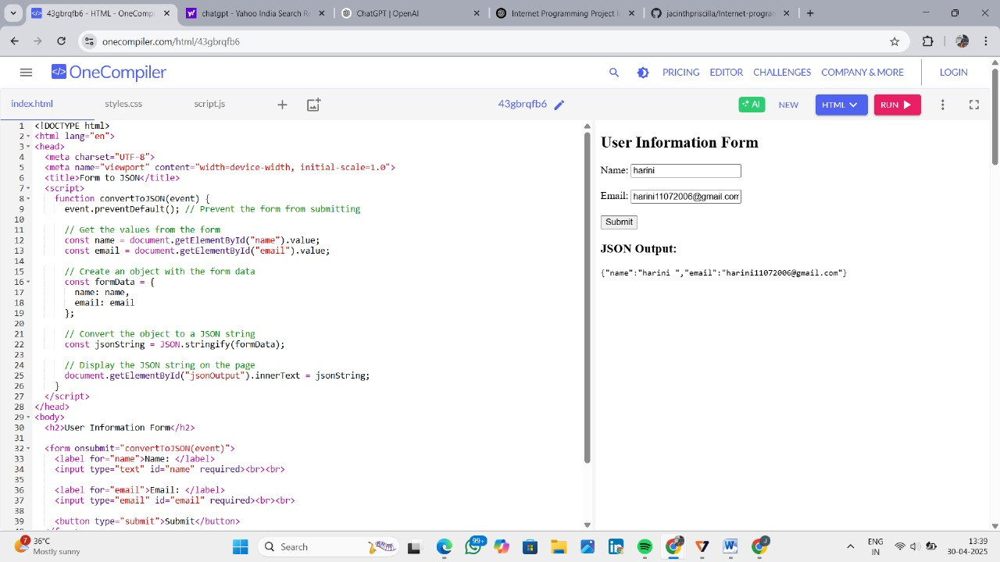 HTML - OneCompiler
chatgpt - Yahoo India Search R
ChatGPT | OpenAI
Internet Programming Project I
jacinthpriscilla/Internet-progran
onecompiler.com/html/43gbrqfb6
OneCompiler
PRICING EDITOR CHALLENGES COMPANY & MORE LOGIN
index.html styles.css script.js 43gbrqfb6 AI NEW HTML RUN
1 <!DOCTYPE html>
2 <html lang="en">
3 <head>
4 <meta charset="UTF-8">
5 <meta name="viewport" content="width=device-width, initial-scale=1.0">
6 <title>Form to JSON</title>
7 <script>
8 function convertToJSON(event) {
9 event.preventDefault(); // Prevent the form from submitting
10
11 // Get the values from the form
12 const name = document.getElementById("name").value;
13 const email = document.getElementById("email").value;
14
15 // Create an object with the form data
16 const formData = {
17 name: name,
18 email: email
19 };
20
21 // Convert the object to a JSON string
22 const jsonString = JSON.stringify(formData);
23
24 // Display the JSON string on the page
25 document.getElementById("jsonOutput").innerText = jsonString;
26 }
27 </script>
28 </head>
29 <body>
30 <h2>User Information Form</h2>
31
32 <form onsubmit="convertToJSON(event)">
33 <label for="name">Name: </label>
34 <input type="text" id="name" required><br><br>
35
36 <label for="email">Email: </label>
37 <input type="email" id="email" required><br><br>
38
39 <button type="submit">Submit</button>
User Information Form
Name: harini
Email: harini11072006@gmail.com
Submit
JSON Output:
{"name":"harini ","email":"harini11072006@gmail.com"}
7
36°C
Mostly sunny
Search
99+
ENG
IN
13:39
30-04-2025